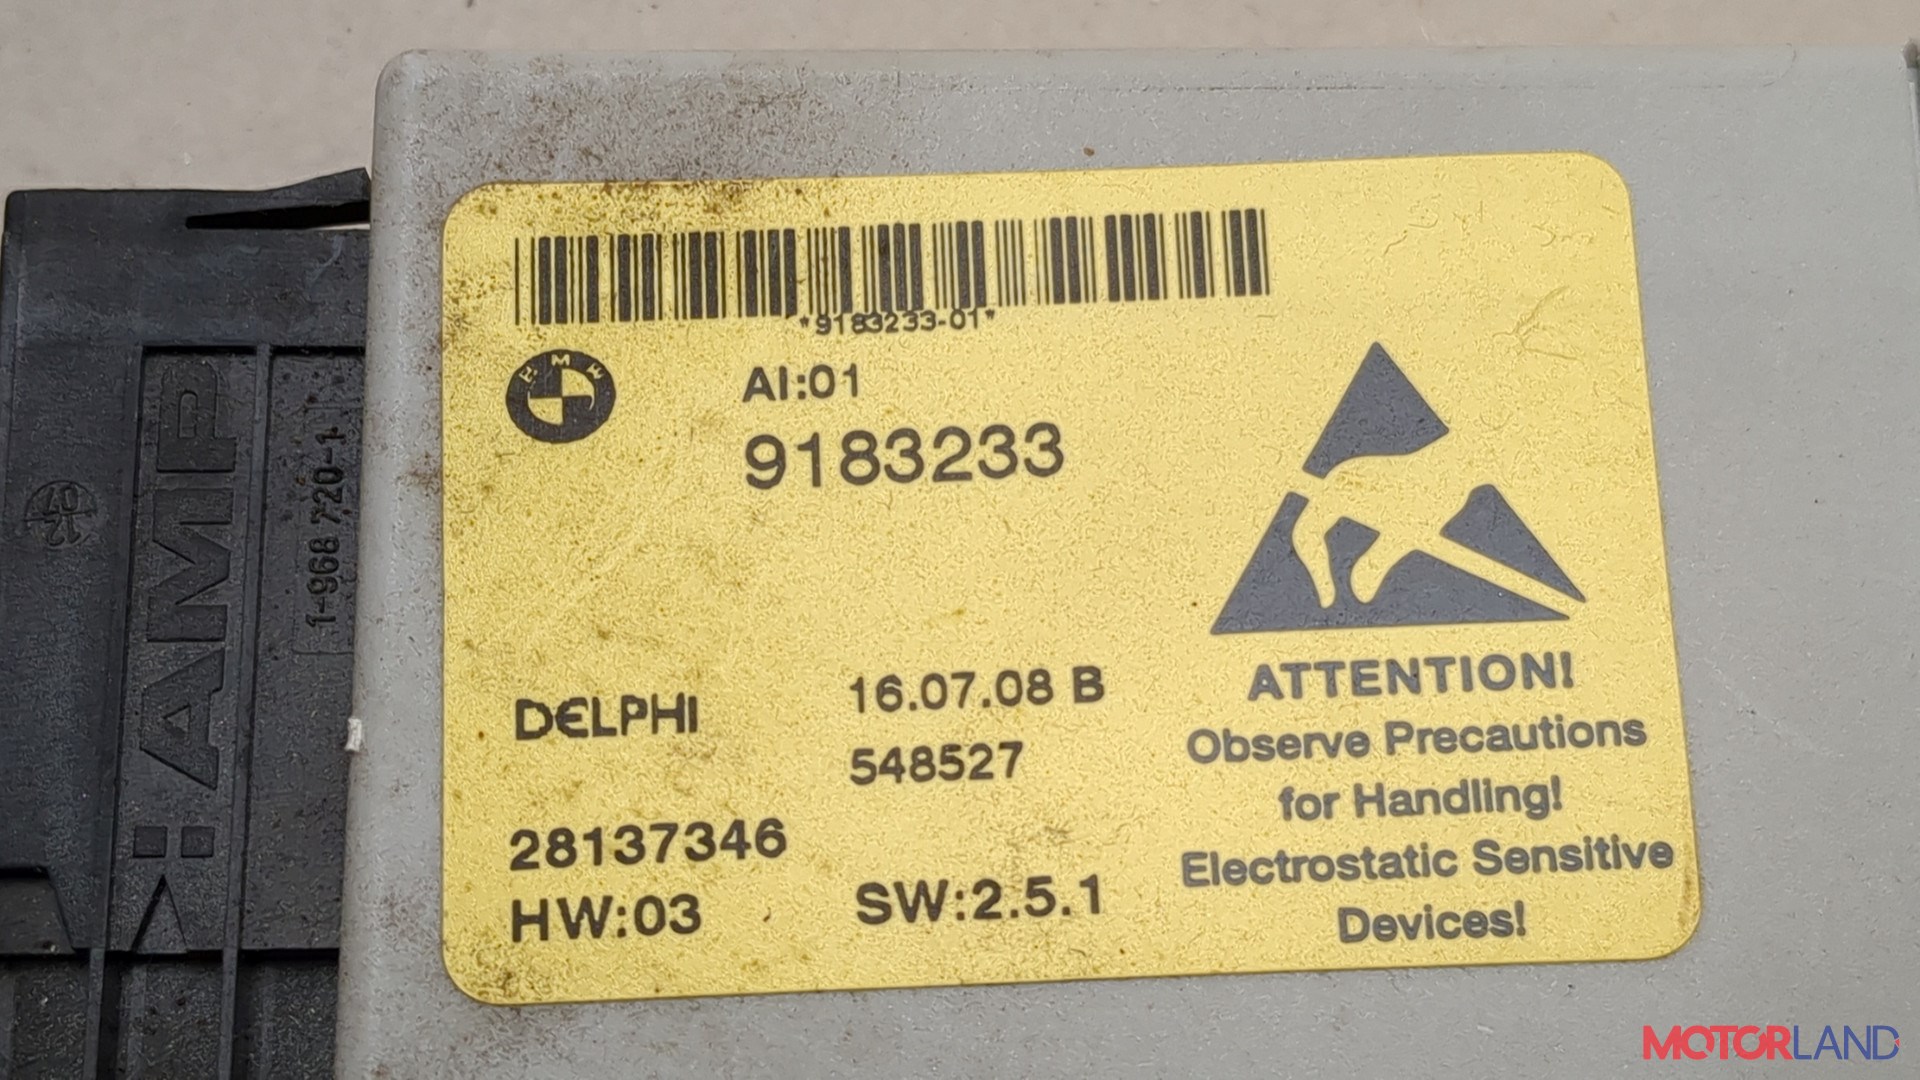 *9183233-01*
BMW
AI:01
9183233
DELPHI
16.07.08 B
548527
28137346
HW:03
SW:2.5.1
ATTENTION!
Observe Precautions
for Handling!
Electrostatic Sensitive
Devices!
AMP
1-968 720-1
MOTORLAND